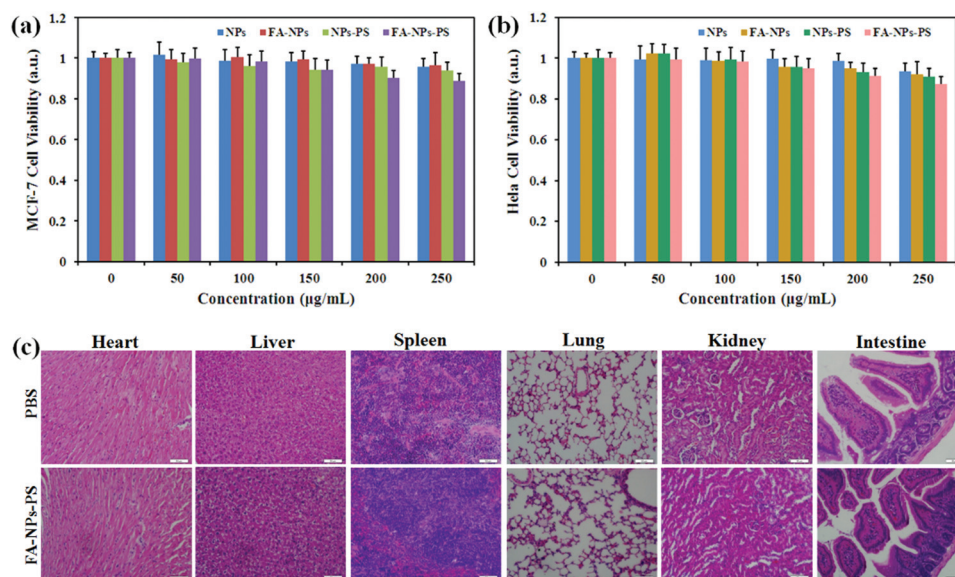 (a)
NPs FA-NPs NPs-PS FA-NPs-PS
MCF-7 Cell Viability (a.u.)
1.2
1
0.8
0.6
0.4
0.2
0
0 50 100 150 200 250
Concentration (µg/mL)
(b)
NPs FA-NPs NPs-PS FA-NPs-PS
Hela Cell Viability (a.u.)
1.2
1
0.8
0.6
0.4
0.2
0
0 50 100 150 200 250
Concentration (µg/mL)
(c)
Heart Liver Spleen Lung Kidney Intestine
PBS
FA-NPs-PS